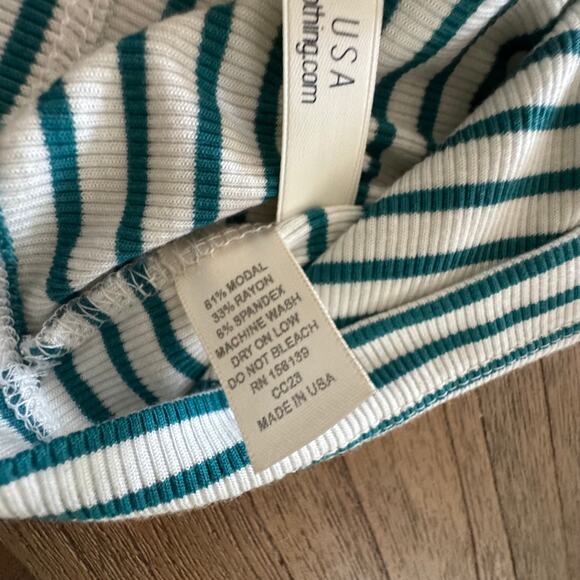 USA
othing.com
61% MODAL
33% RAYON
6% SPANDEX
MACHINE WASH
DRY ON LOW
DO NOT BLEACH
RN 158139
CC23
MADE IN USA